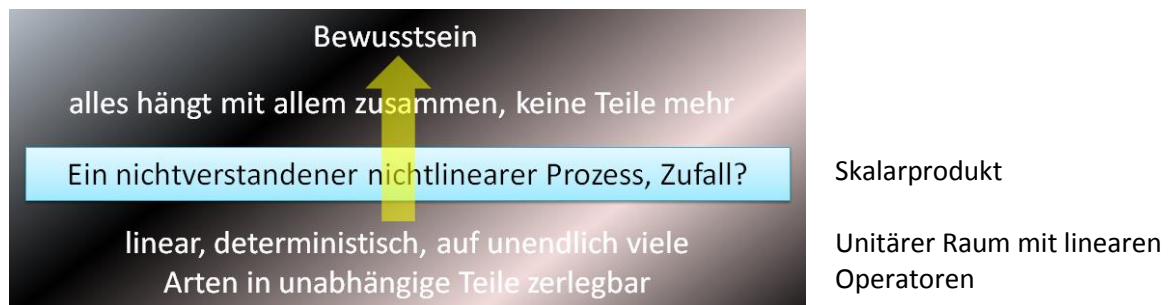 Bewusstsein
alles hängt mit allem zusammen, keine Teile mehr
Ein nichtverstandener nichtlinearer Prozess, Zufall?
Skalarprodukt
linear, deterministisch, auf unendlich viele
Arten in unabhängige Teile zerlegbar
Unitärer Raum mit linearen
Operatoren